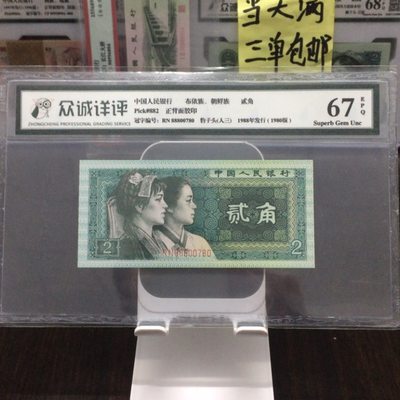 当天满
三单包邮
68
众诚详评
ZHONGCHENG PROFESSIONAL GRADING
中国人民银行 布依族、朝鲜族 贰角
Pick#882 正背面胶印
冠字编号: RN 88800780 豹子头(人三) 1988年发行 (1980版)
67 EPQ
Superb Gem Unc
中国人民银行
贰角
2
2